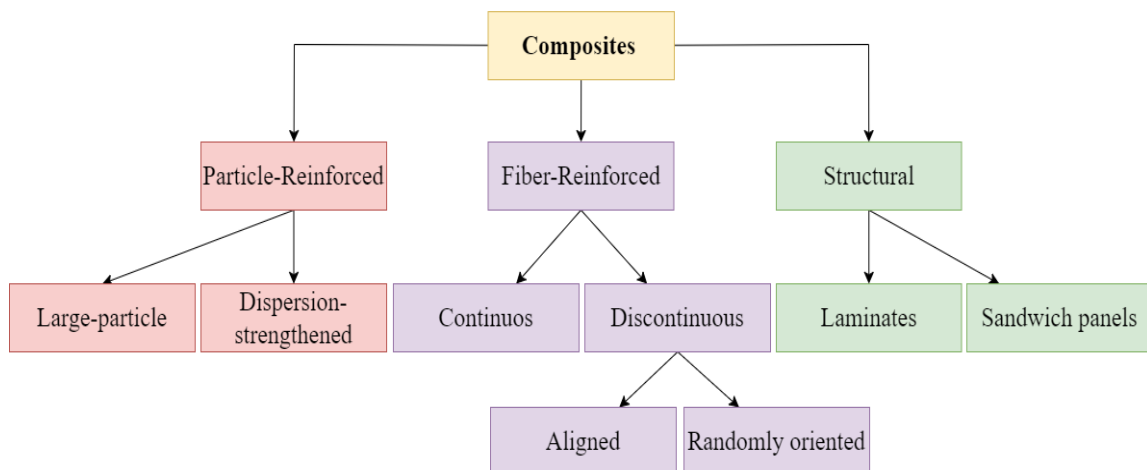 Composites
Particle-Reinforced
Fiber-Reinforced
Structural
Large-particle
Dispersion-
strengthened
Continuos
Discontinuous
Laminates
Sandwich panels
Aligned
Randomly oriented